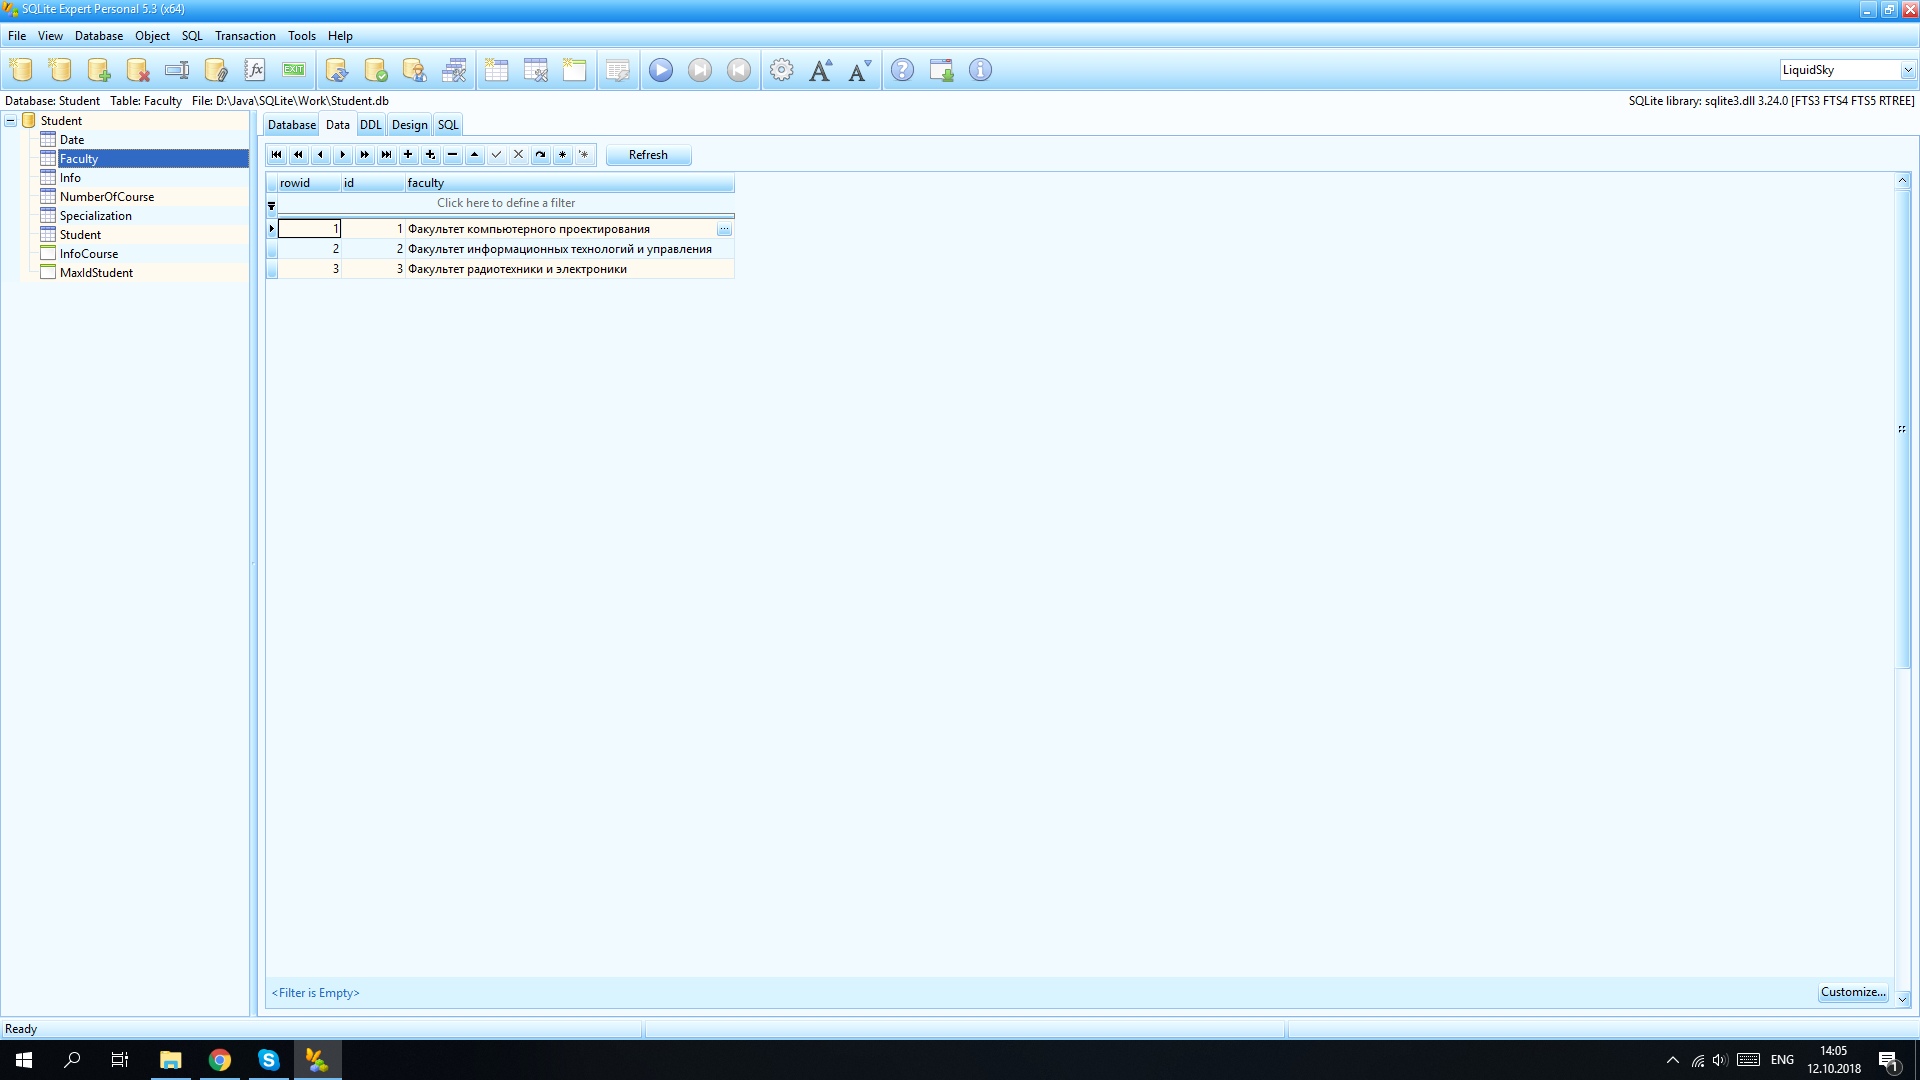 SQLite Expert Personal 5.3 (x64)
File View Database Object SQL Transaction Tools Help
EXIT
LiquidSky
Database: Student Table: Faculty File: D:\Java\SQLite\Work\Student.db
SQLite library: sqlite3.dll 3.24.0 [FTS3 FTS4 FTS5 RTREE]
Student
Date
Faculty
Info
NumberOfCourse
Specialization
Student
InfoCourse
MaxIdStudent
Database Data DDL Design SQL
Refresh
rowid id faculty
Click here to define a filter
1 1 Факультет компьютерного проектирования
2 2 Факультет информационных технологий и управления
3 3 Факультет радиотехники и электроники
<Filter is Empty>
Customize...
Ready
ENG
14:05
12.10.2018
1